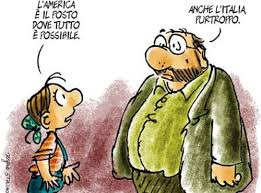 L'AMERICA
È IL POSTO
DOVE TUTTO
È POSSIBILE.
ANCHE L'ITALIA,
PURTROPPO.